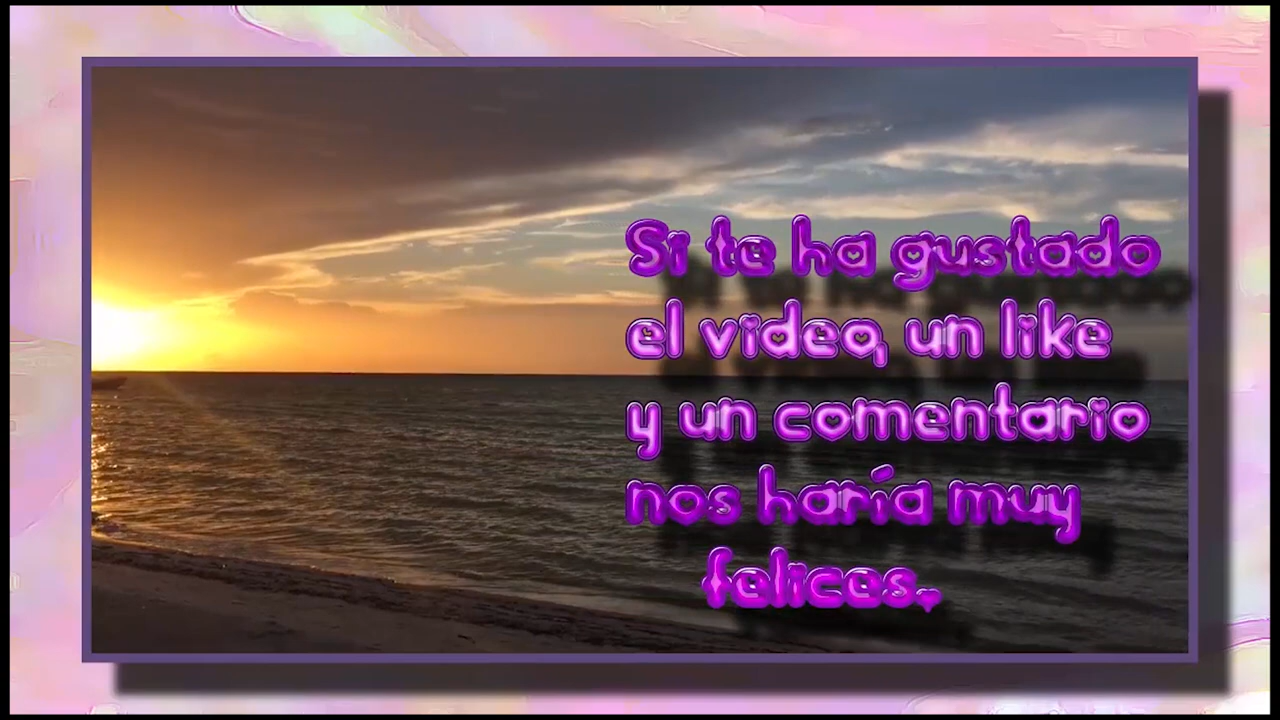 Si te ha gustado
el video, un like
y un comentario
nos haría muy
felices.